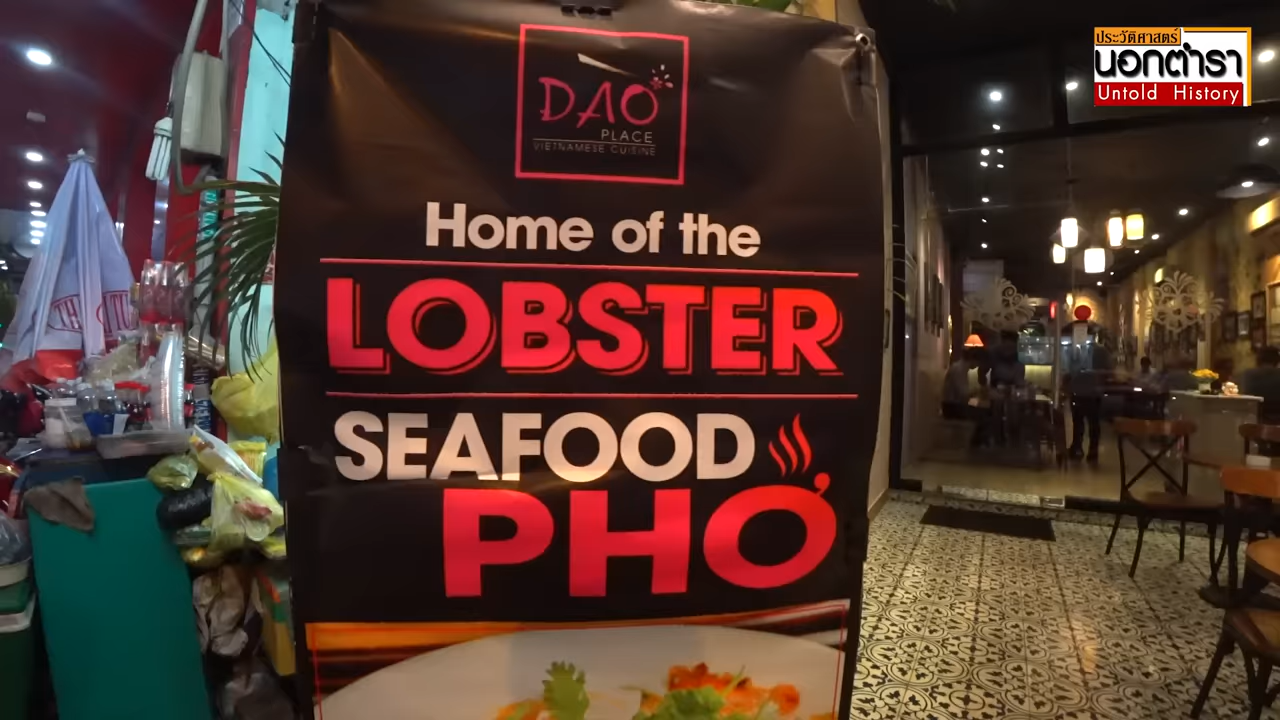 ประวัติศาสตร์
นอกตำรา
Untold History
DAO
PLACE
VIETNAMESE CUISINE
Home of the
LOBSTER
SEAFOOD
PHỞ